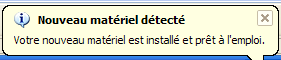 Nouveau matériel détecté
Votre nouveau matériel est installé et prêt à l'emploi.